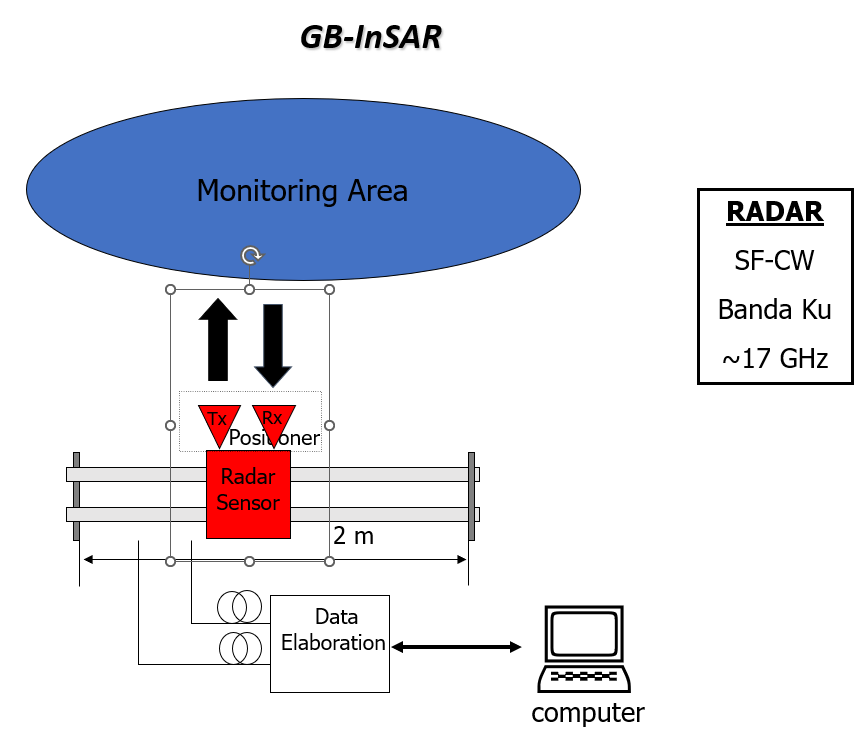 GB-InSAR
Monitoring Area
RADAR
SF-CW
Banda Ku
~17 GHz
Tx
Rx
Positioner
Radar
Sensor
2 m
Data
Elaboration
computer